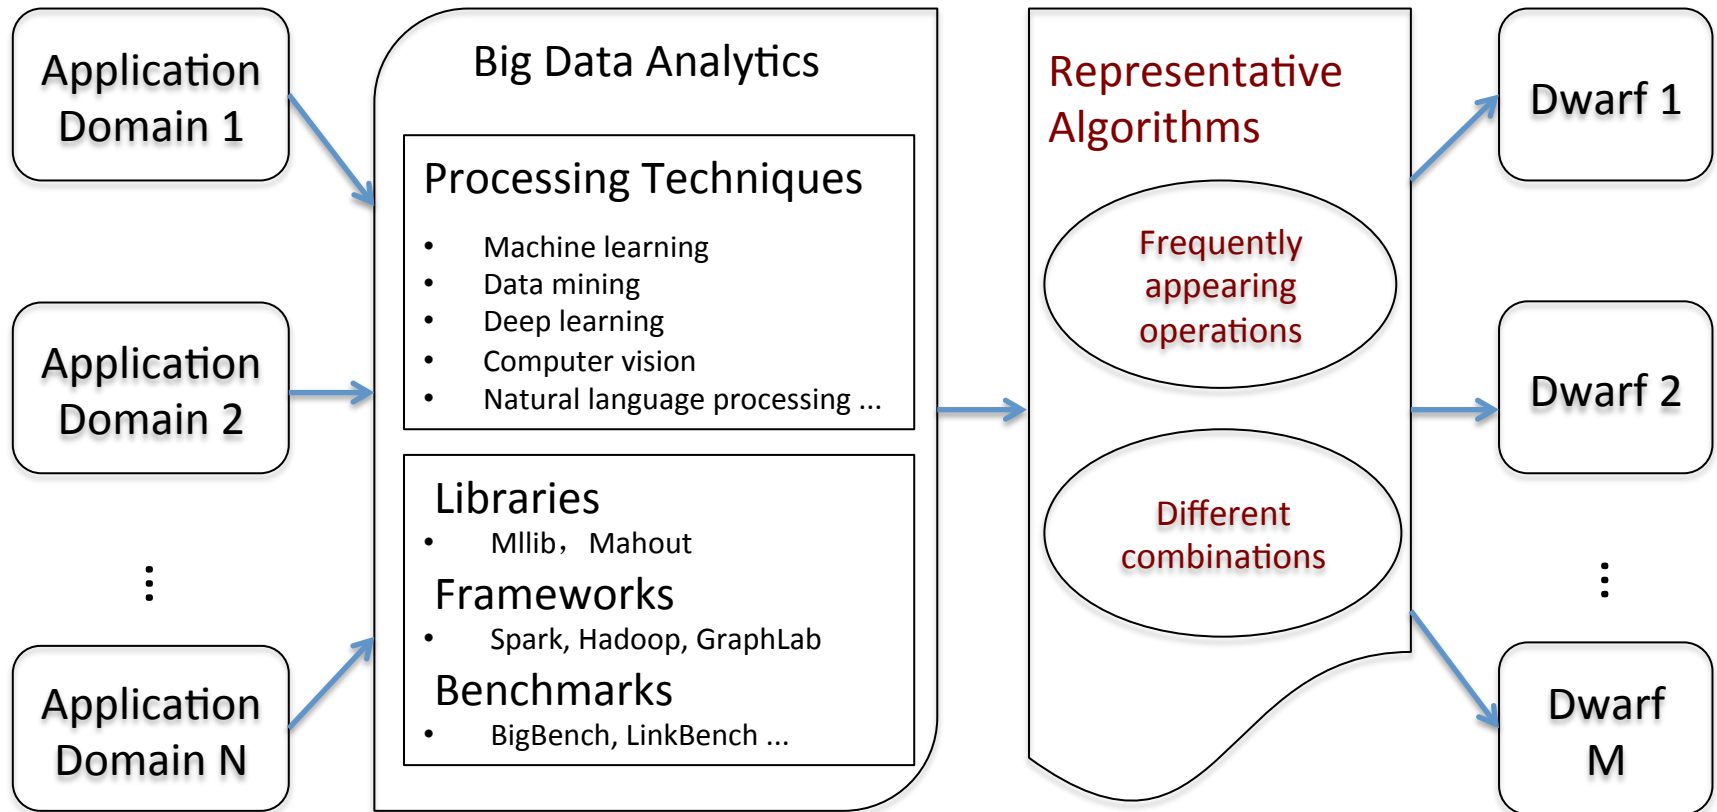 Application
Domain 1
Application
Domain 2
⋮
Application
Domain N
Big Data Analytics
Processing Techniques
• Machine learning
• Data mining
• Deep learning
• Computer vision
• Natural language processing ...
Libraries
• Mllib， Mahout
Frameworks
• Spark, Hadoop, GraphLab
Benchmarks
• BigBench, LinkBench ...
Representative
Algorithms
Frequently
appearing
operations
Different
combinations
Dwarf 1
Dwarf 2
⋮
Dwarf
M